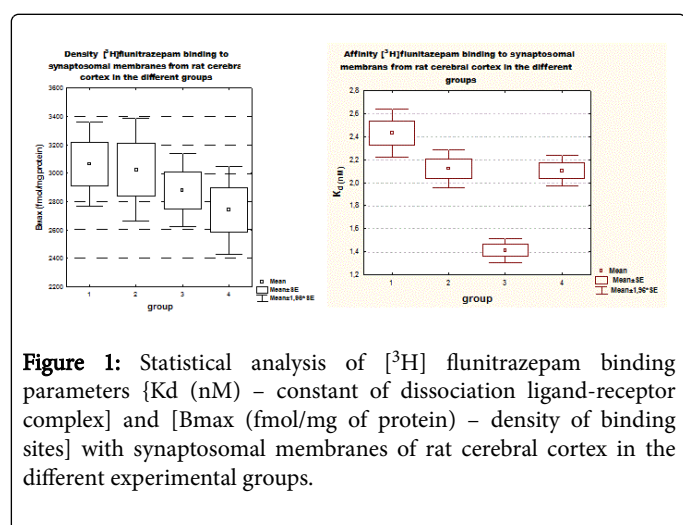 Density [³H]flunitrazepam binding to
synaptosomal membranes from rat cerebral
cortex in the different groups
3600
3400
3200
3000
2800
2600
2400
2200
Bmax (fmol/mg protein)
1 2 3 4
group
Mean
Mean±SE
Mean±1,96*SE
Affinity [³H]flunitazepam binding to synaptosomal
membrans from rat cerebral cortex in the different
groups
2,8
2,6
2,4
2,2
2,0
1,8
1,6
1,4
1,2
Kd (nM)
1 2 3 4
group
Mean
Mean±SE
Mean±1,96*SE
Figure 1: Statistical analysis of [³H] flunitrazepam binding
parameters {Kd (nM) – constant of dissociation ligand-receptor
complex] and [Bmax (fmol/mg of protein) – density of binding
sites] with synaptosomal membranes of rat cerebral cortex in the
different experimental groups.